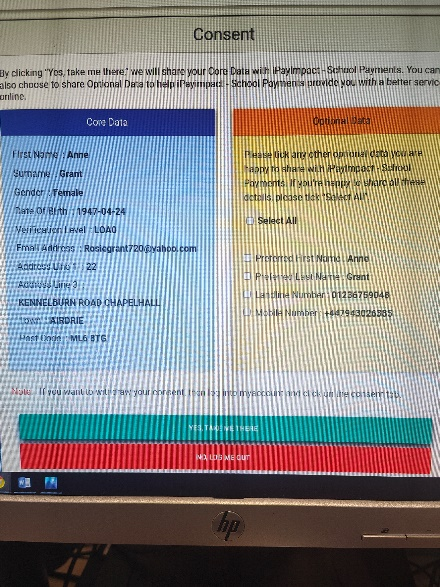 Consent
By clicking "Yes, take me there," we will share your Core Data with iPayimpact - School Payments. You can
also choose to share Optional Data to help iPayimpact - School Payments provide you with a better service
online.
Core Data
First Name : Anne
Surname : Grant
Gender : Female
Date Of Birth : 1947-04-24
Verification Level : LOA0
Email Address : Rosiegrant720@yahoo.com
Address Line 1 : 22
Address Line 3 :
KENNELBURN ROAD CHAPELHALL
Town : AIRDRIE
Post Code : ML6 8TG
Optional Data
Please tick any other optional data you are
happy to share with iPayimpact - School
Payments. If you're happy to share all these
details, please tick "Select All"
Select All
Preferred First Name : Anne
Preferred Last Name : Grant
Landline Number : 01236759048
Mobile Number : +447943026385
Note : If you want to withdraw your consent, then log into myaccount and click on the consent tab.
YES, TAKE ME THERE
NO, LOG ME OUT
hp